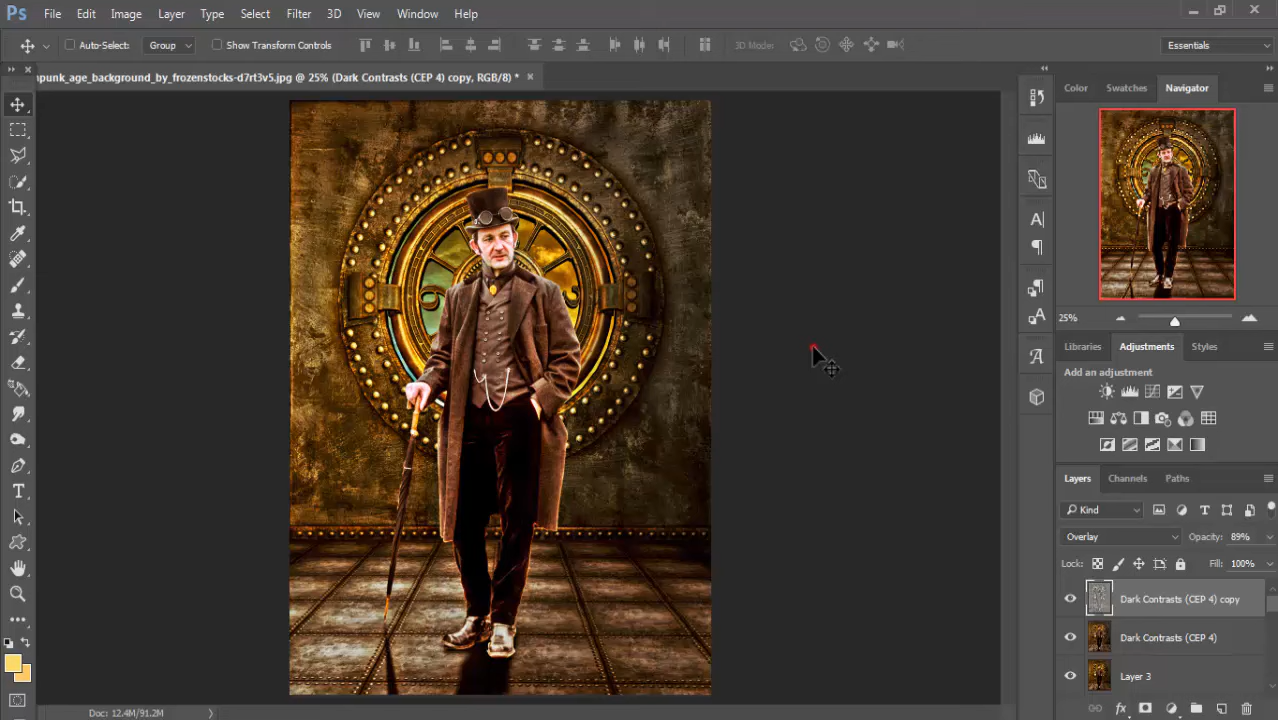 Ps File Edit Image Layer Type Select Filter 3D View Window Help
Auto-Select: Group Show Transform Controls 3D Mode: Essentials
npunk_age_background_by_frozenstocks-d7rt3v5.jpg @ 25% (Dark Contrasts (CEP 4) copy, RGB/8) *
Color Swatches Navigator
25%
Libraries Adjustments Styles
Add an adjustment
Layers Channels Paths
Kind
Overlay Opacity: 89%
Lock: Fill: 100%
Dark Contrasts (CEP 4) copy
Dark Contrasts (CEP 4)
Layer 3
Doc: 12.4M/91.2M